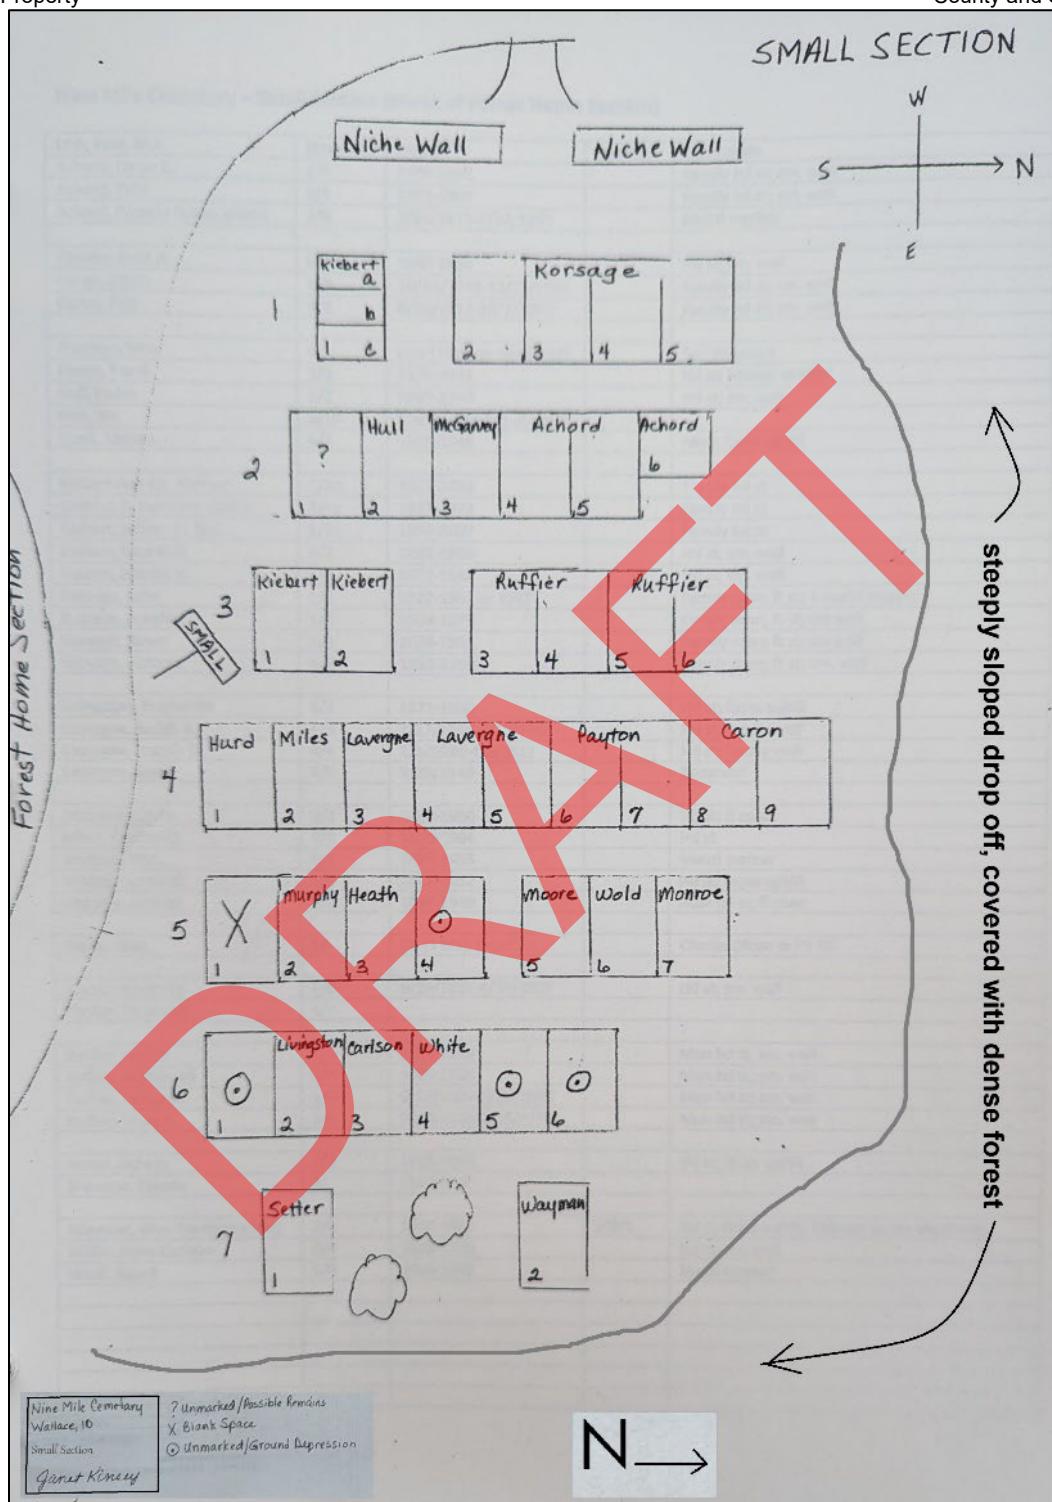 Property
County and
SMALL SECTION
W
S N
E
Niche Wall Niche Wall
1
Kiebert a
b
1 c
Korsage
2 3 4 5
2
? Hull McGarvey Achord Achord
6
1 2 3 4 5
3
Kiebert Kiebert Ruffier Ruffier
1 2 3 4 5 6
SMALL
Forest Home Section
4
Hurd Miles Lavergne Lavergne Payton Caron
1 2 3 4 5 6 7 8 9
5
X Murphy Heath Moore Wold Monroe
1 2 3 4 5 6 7
6
Livingston Carlson White
1 2 3 4 5 6
7
Setter Wayman
1 2
steeply sloped drop off, covered with dense forest
DRAFT
Nine Mile Cemetary
Wallace, ID
Small Section
Janet Kinsey
? Unmarked/Possible Remains
X Blank Space
⊙ Unmarked/Ground Depression
N